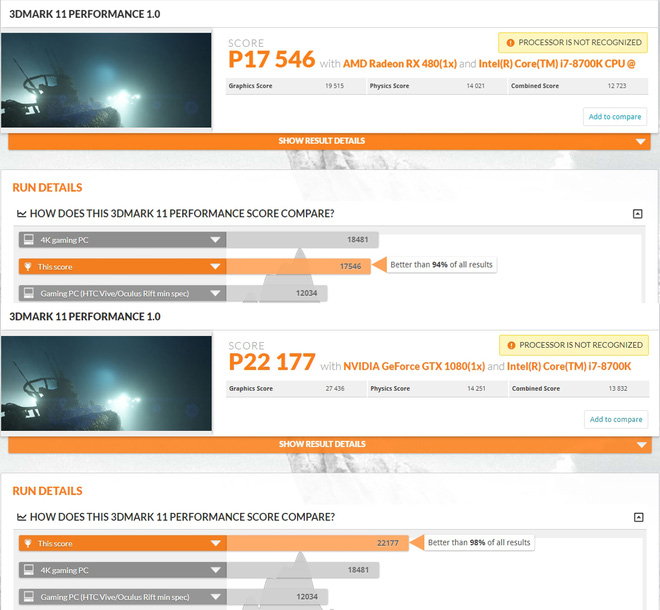 3DMARK 11 PERFORMANCE 1.0
PROCESSOR IS NOT RECOGNIZED
SCORE
P17 546 with AMD Radeon RX 480(1x) and Intel(R) Core(TM) i7-8700K CPU @
Graphics Score 19 515 Physics Score 14 021 Combined Score 12 723
Add to compare
SHOW RESULT DETAILS
RUN DETAILS
HOW DOES THIS 3DMARK 11 PERFORMANCE SCORE COMPARE?
4K gaming PC 18481
This score 17546 Better than 94% of all results
Gaming PC (HTC Vive/Oculus Rift min spec) 12034
3DMARK 11 PERFORMANCE 1.0
PROCESSOR IS NOT RECOGNIZED
SCORE
P22 177 with NVIDIA GeForce GTX 1080(1x) and Intel(R) Core(TM) i7-8700K
Graphics Score 27 436 Physics Score 14 251 Combined Score 13 832
Add to compare
SHOW RESULT DETAILS
RUN DETAILS
HOW DOES THIS 3DMARK 11 PERFORMANCE SCORE COMPARE?
This score 22177 Better than 98% of all results
4K gaming PC 18481
Gaming PC (HTC Vive/Oculus Rift min spec) 12034